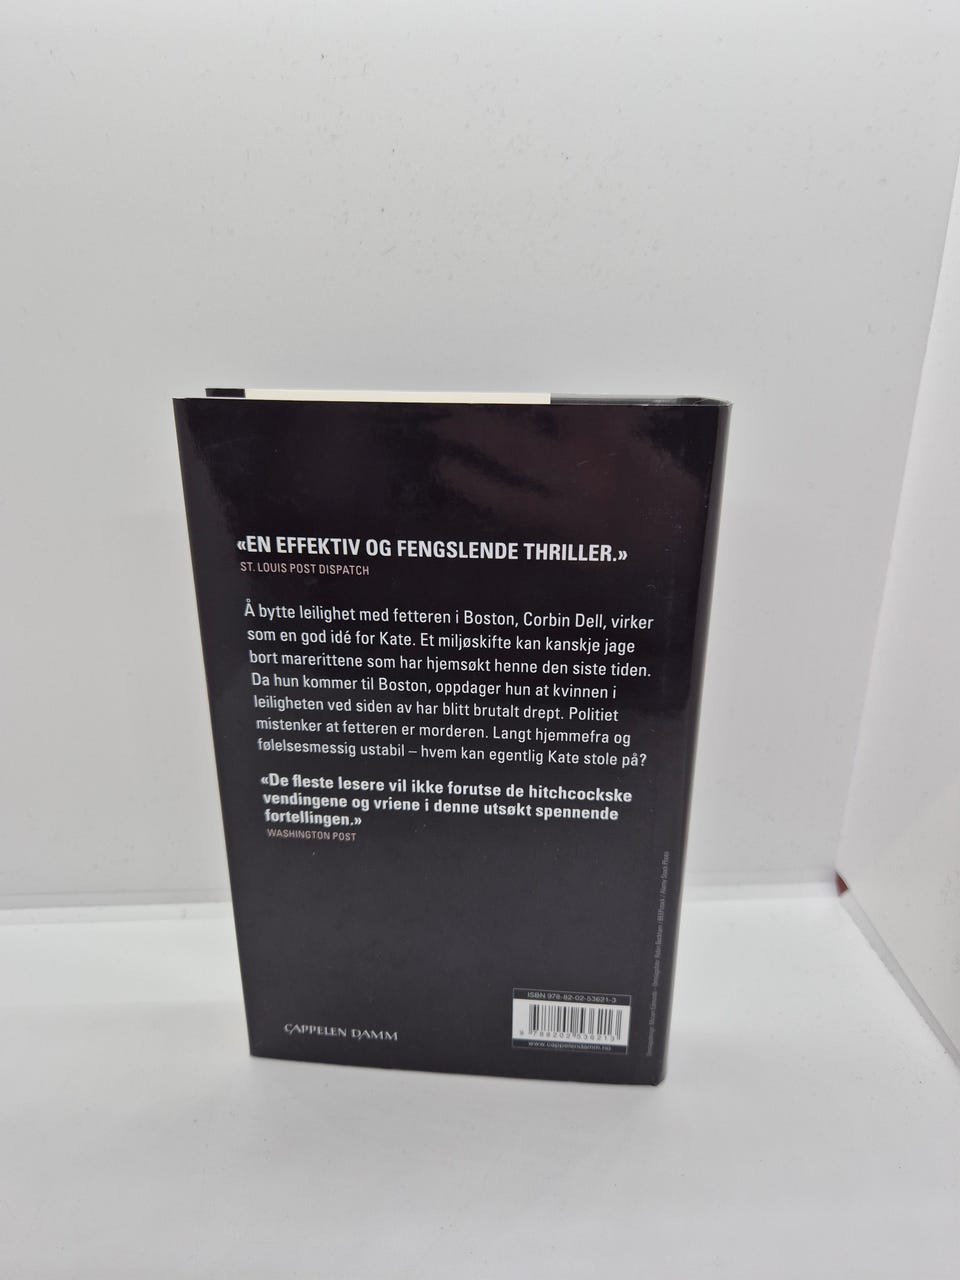 «EN EFFEKTIV OG FENGSLENDE THRILLER.»
ST. LOUIS POST DISPATCH
Å bytte leilighet med fetteren i Boston, Corbin Dell, virker
som en god idé for Kate. Et miljøskifte kan kanskje jage
bort marerittene som har hjemsøkt henne den siste tiden.
Da hun kommer til Boston, oppdager hun at kvinnen i
leiligheten ved siden av har blitt brutalt drept. Politiet
mistenker at fetteren er morderen. Langt hjemmefra og
følelsesmessig ustabil – hvem kan egentlig Kate stole på?
«De fleste lesere vil ikke forutse de hitchcockske
vendingene og vriene i denne utsøkt spennende
fortellingen.»
WASHINGTON POST
CAPPELEN DAMM
ISBN 978-82-02-53621-3
9 788202 536213
www.cappelendamm.no